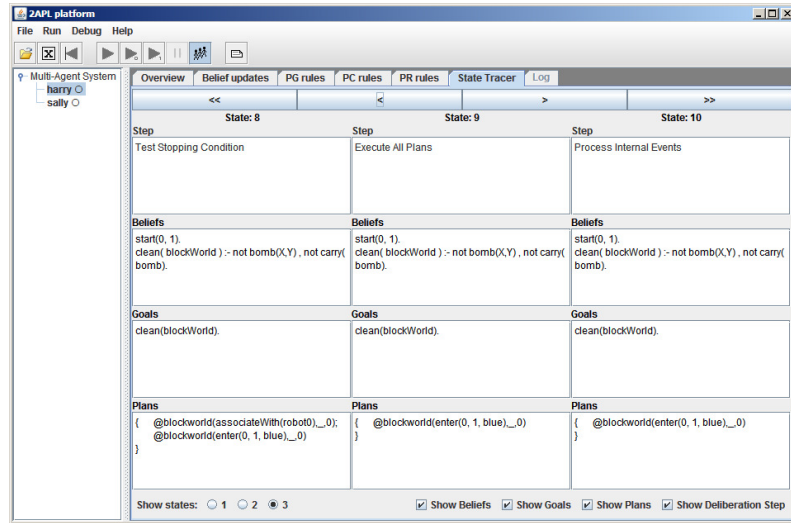 2APL platform
File Run Debug Help
Multi-Agent System
harry
sally
Overview Belief updates PG rules PC rules PR rules State Tracer Log
<< < > >>
State: 8 State: 9 State: 10
Step Step Step
Test Stopping Condition Execute All Plans Process Internal Events
Beliefs Beliefs Beliefs
start(0, 1). start(0, 1). start(0, 1).
clean( blockWorld ) :- not bomb(X,Y) , not carry( clean( blockWorld ) :- not bomb(X,Y) , not carry( clean( blockWorld ) :- not bomb(X,Y) , not carry(
bomb). bomb). bomb).
Goals Goals Goals
clean(blockWorld). clean(blockWorld). clean(blockWorld).
Plans Plans Plans
{ @blockworld(associateWith(robot0),_,0); { @blockworld(enter(0, 1, blue),_,0) { @blockworld(enter(0, 1, blue),_,0)
@blockworld(enter(0, 1, blue),_,0) } }
}
Show states: 1 2 3 Show Beliefs Show Goals Show Plans Show Deliberation Step